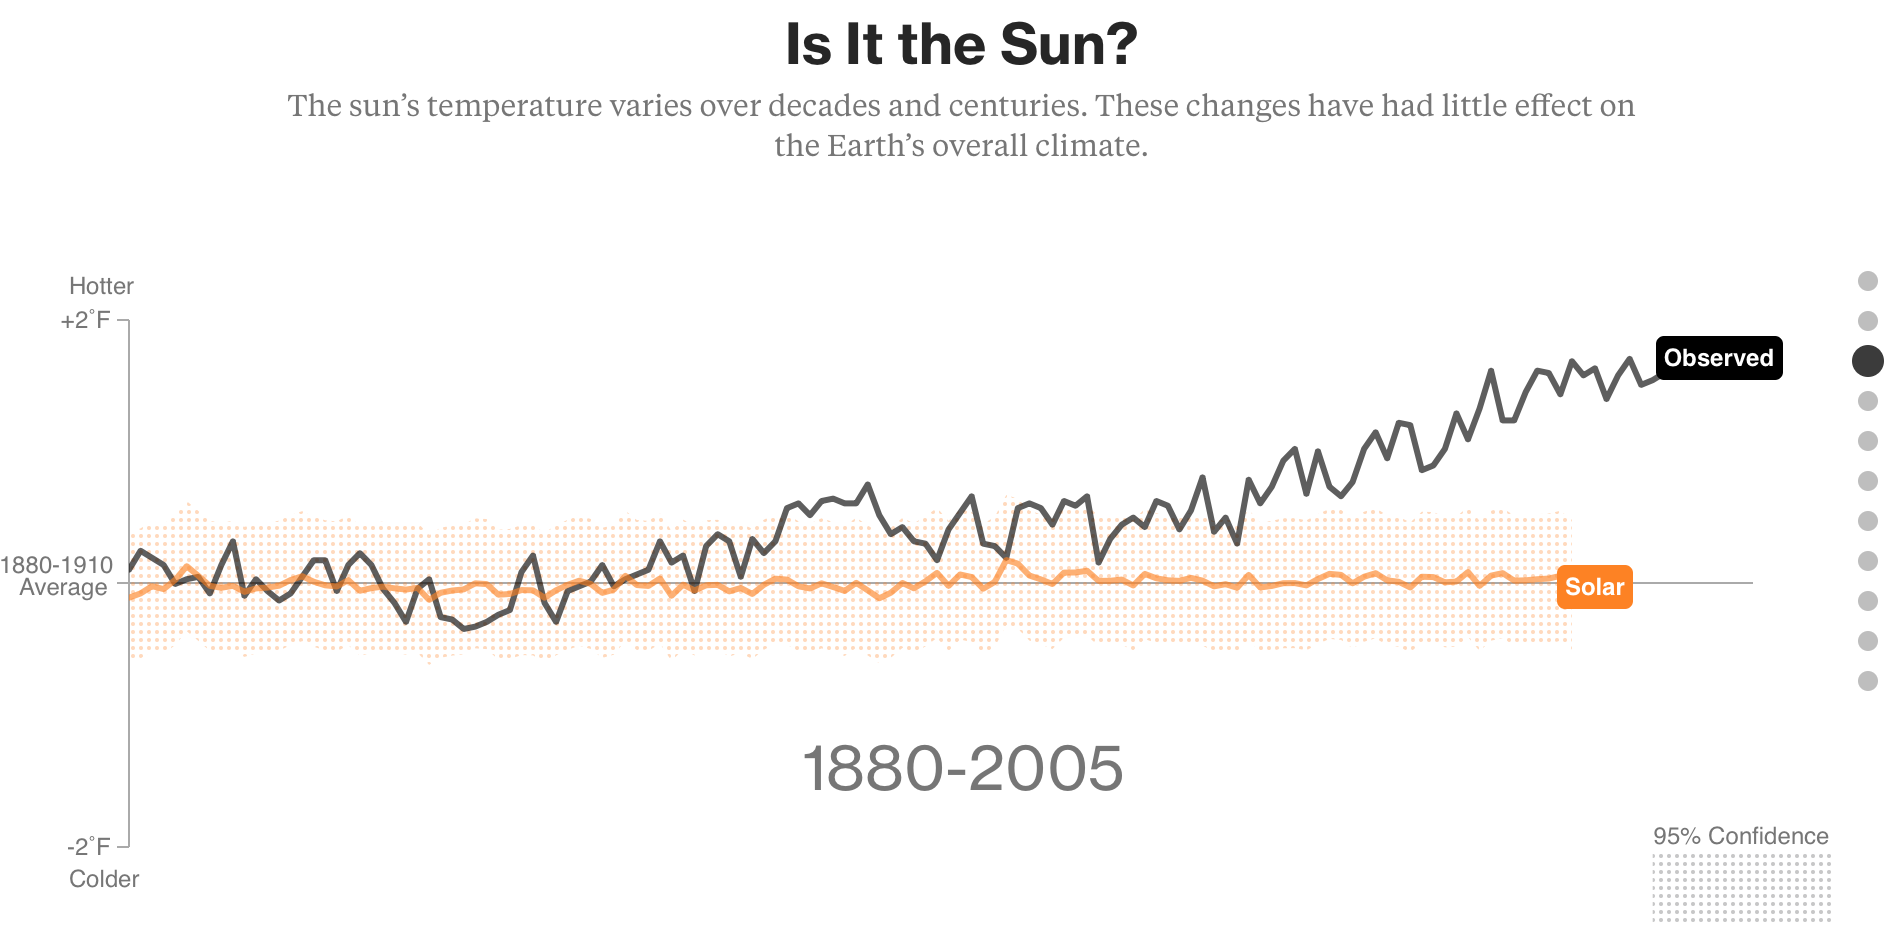 Is It the Sun?
The sun’s temperature varies over decades and centuries. These changes have had little effect on
the Earth’s overall climate.
Hotter
+2°F
Observed
1880-1910
Average
Solar
1880-2005
-2°F
Colder
95% Confidence